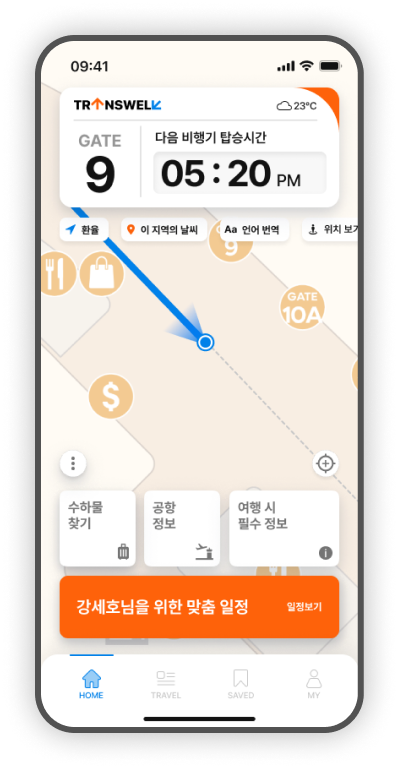 09:41
TRANSWELL
23°C
GATE
9
다음 비행기 탑승시간
05:20 PM
환율
이 지역의 날씨
Aa 언어 번역
위치 보기
9
GATE
10A
$
수하물
찾기
공항
정보
여행 시
필수 정보
강세호님을 위한 맞춤 일정
일정보기
HOME
TRAVEL
SAVED
MY